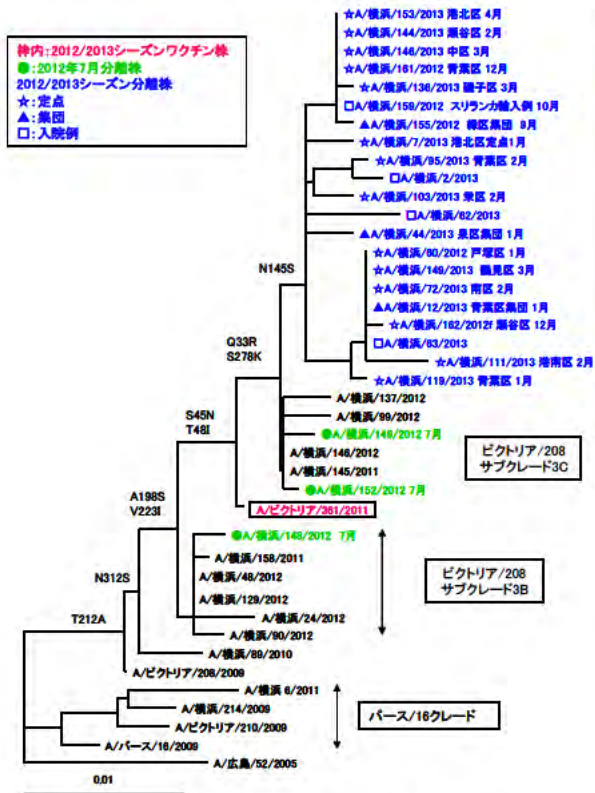 枠内:2012/2013シーズンワクチン株
●:2012年7月分離株
2012/2013シーズン分離株
☆:定点
▲:集団
□:入院例
☆A/横浜/153/2013 港北区 4月
☆A/横浜/144/2013 瀬谷区 2月
☆A/横浜/146/2013 中区 3月
☆A/横浜/161/2012 青葉区 12月
☆A/横浜/136/2013 磯子区 3月
□A/横浜/159/2012 スリランカ輸入例 10月
▲A/横浜/155/2012 緑区集団 9月
☆A/横浜/7/2013 港北区定点1月
☆A/横浜/95/2013 青葉区 2月
□A/横浜/2/2013
☆A/横浜/103/2013 栄区 2月
□A/横浜/62/2013
▲A/横浜/44/2013 泉区集団 1月
N145S
☆A/横浜/60/2012 戸塚区 1月
☆A/横浜/149/2013 鶴見区 3月
☆A/横浜/72/2013 南区 2月
▲A/横浜/12/2013 青葉区集団 1月
☆A/横浜/162/2012f 瀬谷区 12月
□A/横浜/63/2013
☆A/横浜/111/2013 港南区 2月
☆A/横浜/119/2013 青葉区 1月
Q33R
S278K
A/横浜/137/2012
A/横浜/99/2012
●A/横浜/149/2012 7月
A/横浜/146/2012
A/横浜/145/2011
●A/横浜/152/2012 7月
ビクトリア/208
サブクレード3C
S45N
T48I
A/ビクトリア/361/2011
A198S
V223I
●A/横浜/148/2012 7月
A/横浜/158/2011
A/横浜/48/2012
A/横浜/129/2012
A/横浜/24/2012
A/横浜/90/2012
ビクトリア/208
サブクレード3B
N312S
A/横浜/89/2010
T212A
A/ビクトリア/208/2009
A/横浜 6/2011
A/横浜/214/2009
A/ビクトリア/210/2009
A/パース/16/2009
パース/16クレード
A/広島/52/2005
0.01